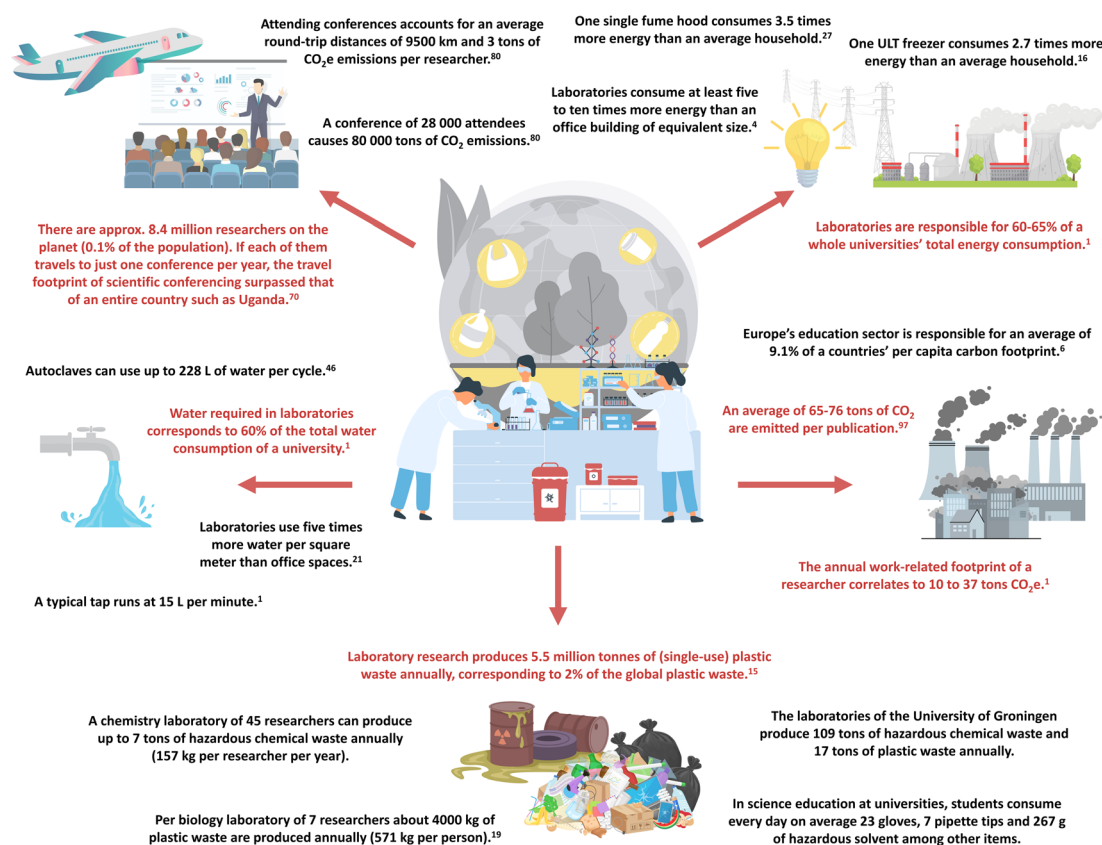 Attending conferences accounts for an average
round-trip distances of 9500 km and 3 tons of
CO₂e emissions per researcher.⁸⁰
A conference of 28 000 attendees
causes 80 000 tons of CO₂ emissions.⁸⁰
One single fume hood consumes 3.5 times
more energy than an average household.²⁷
One ULT freezer consumes 2.7 times more
energy than an average household.¹⁶
Laboratories consume at least five
to ten times more energy than an
office building of equivalent size.⁴
There are approx. 8.4 million researchers on the
planet (0.1% of the population). If each of them
travels to just one conference per year, the travel
footprint of scientific conferencing surpassed that
of an entire country such as Uganda.⁷⁰
Laboratories are responsible for 60-65% of a
whole universities’ total energy consumption.¹
Autoclaves can use up to 228 L of water per cycle.⁴⁶
Water required in laboratories
corresponds to 60% of the total water
consumption of a university.¹
Laboratories use five times
more water per square
meter than office spaces.²¹
A typical tap runs at 15 L per minute.¹
Europe’s education sector is responsible for an average of
9.1% of a countries’ per capita carbon footprint.⁶
An average of 65-76 tons of CO₂
are emitted per publication.⁹⁷
The annual work-related footprint of a
researcher correlates to 10 to 37 tons CO₂e.¹
Laboratory research produces 5.5 million tonnes of (single-use) plastic
waste annually, corresponding to 2% of the global plastic waste.¹⁵
A chemistry laboratory of 45 researchers can produce
up to 7 tons of hazardous chemical waste annually
(157 kg per researcher per year).
Per biology laboratory of 7 researchers about 4000 kg of
plastic waste are produced annually (571 kg per person).¹⁹
The laboratories of the University of Groningen
produce 109 tons of hazardous chemical waste and
17 tons of plastic waste annually.
In science education at universities, students consume
every day on average 23 gloves, 7 pipette tips and 267 g
of hazardous solvent among other items.